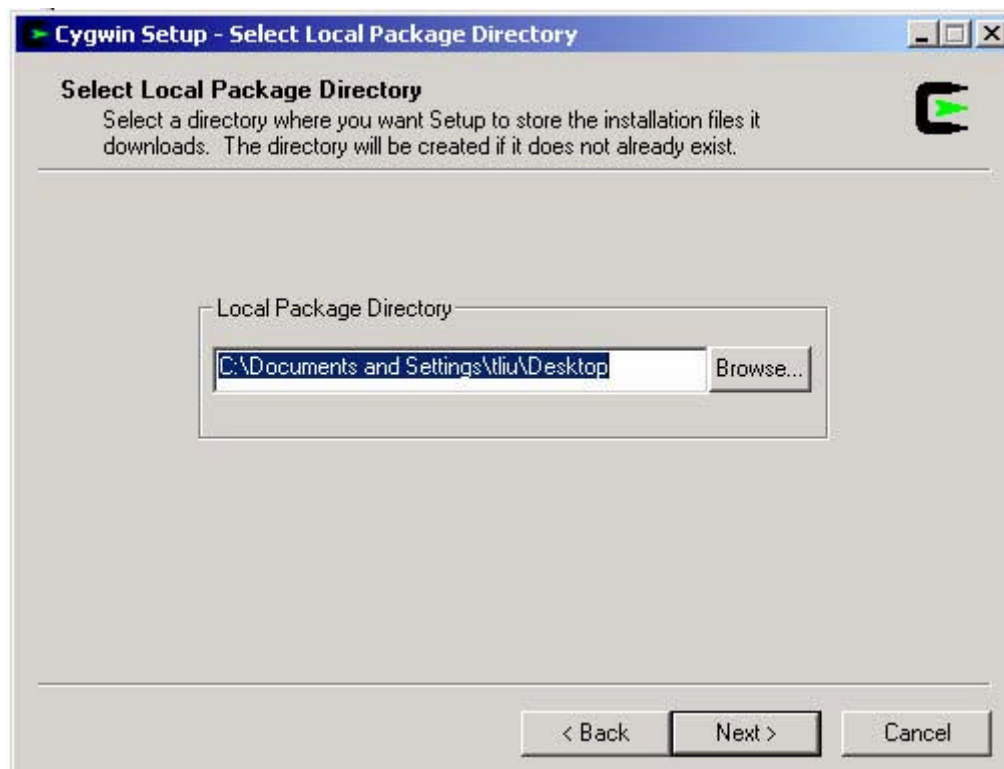 Cygwin Setup - Select Local Package Directory
Select Local Package Directory
Select a directory where you want Setup to store the installation files it
downloads. The directory will be created if it does not already exist.
Local Package Directory
C:\Documents and Settings\tliu\Desktop
Browse...
< Back
Next >
Cancel